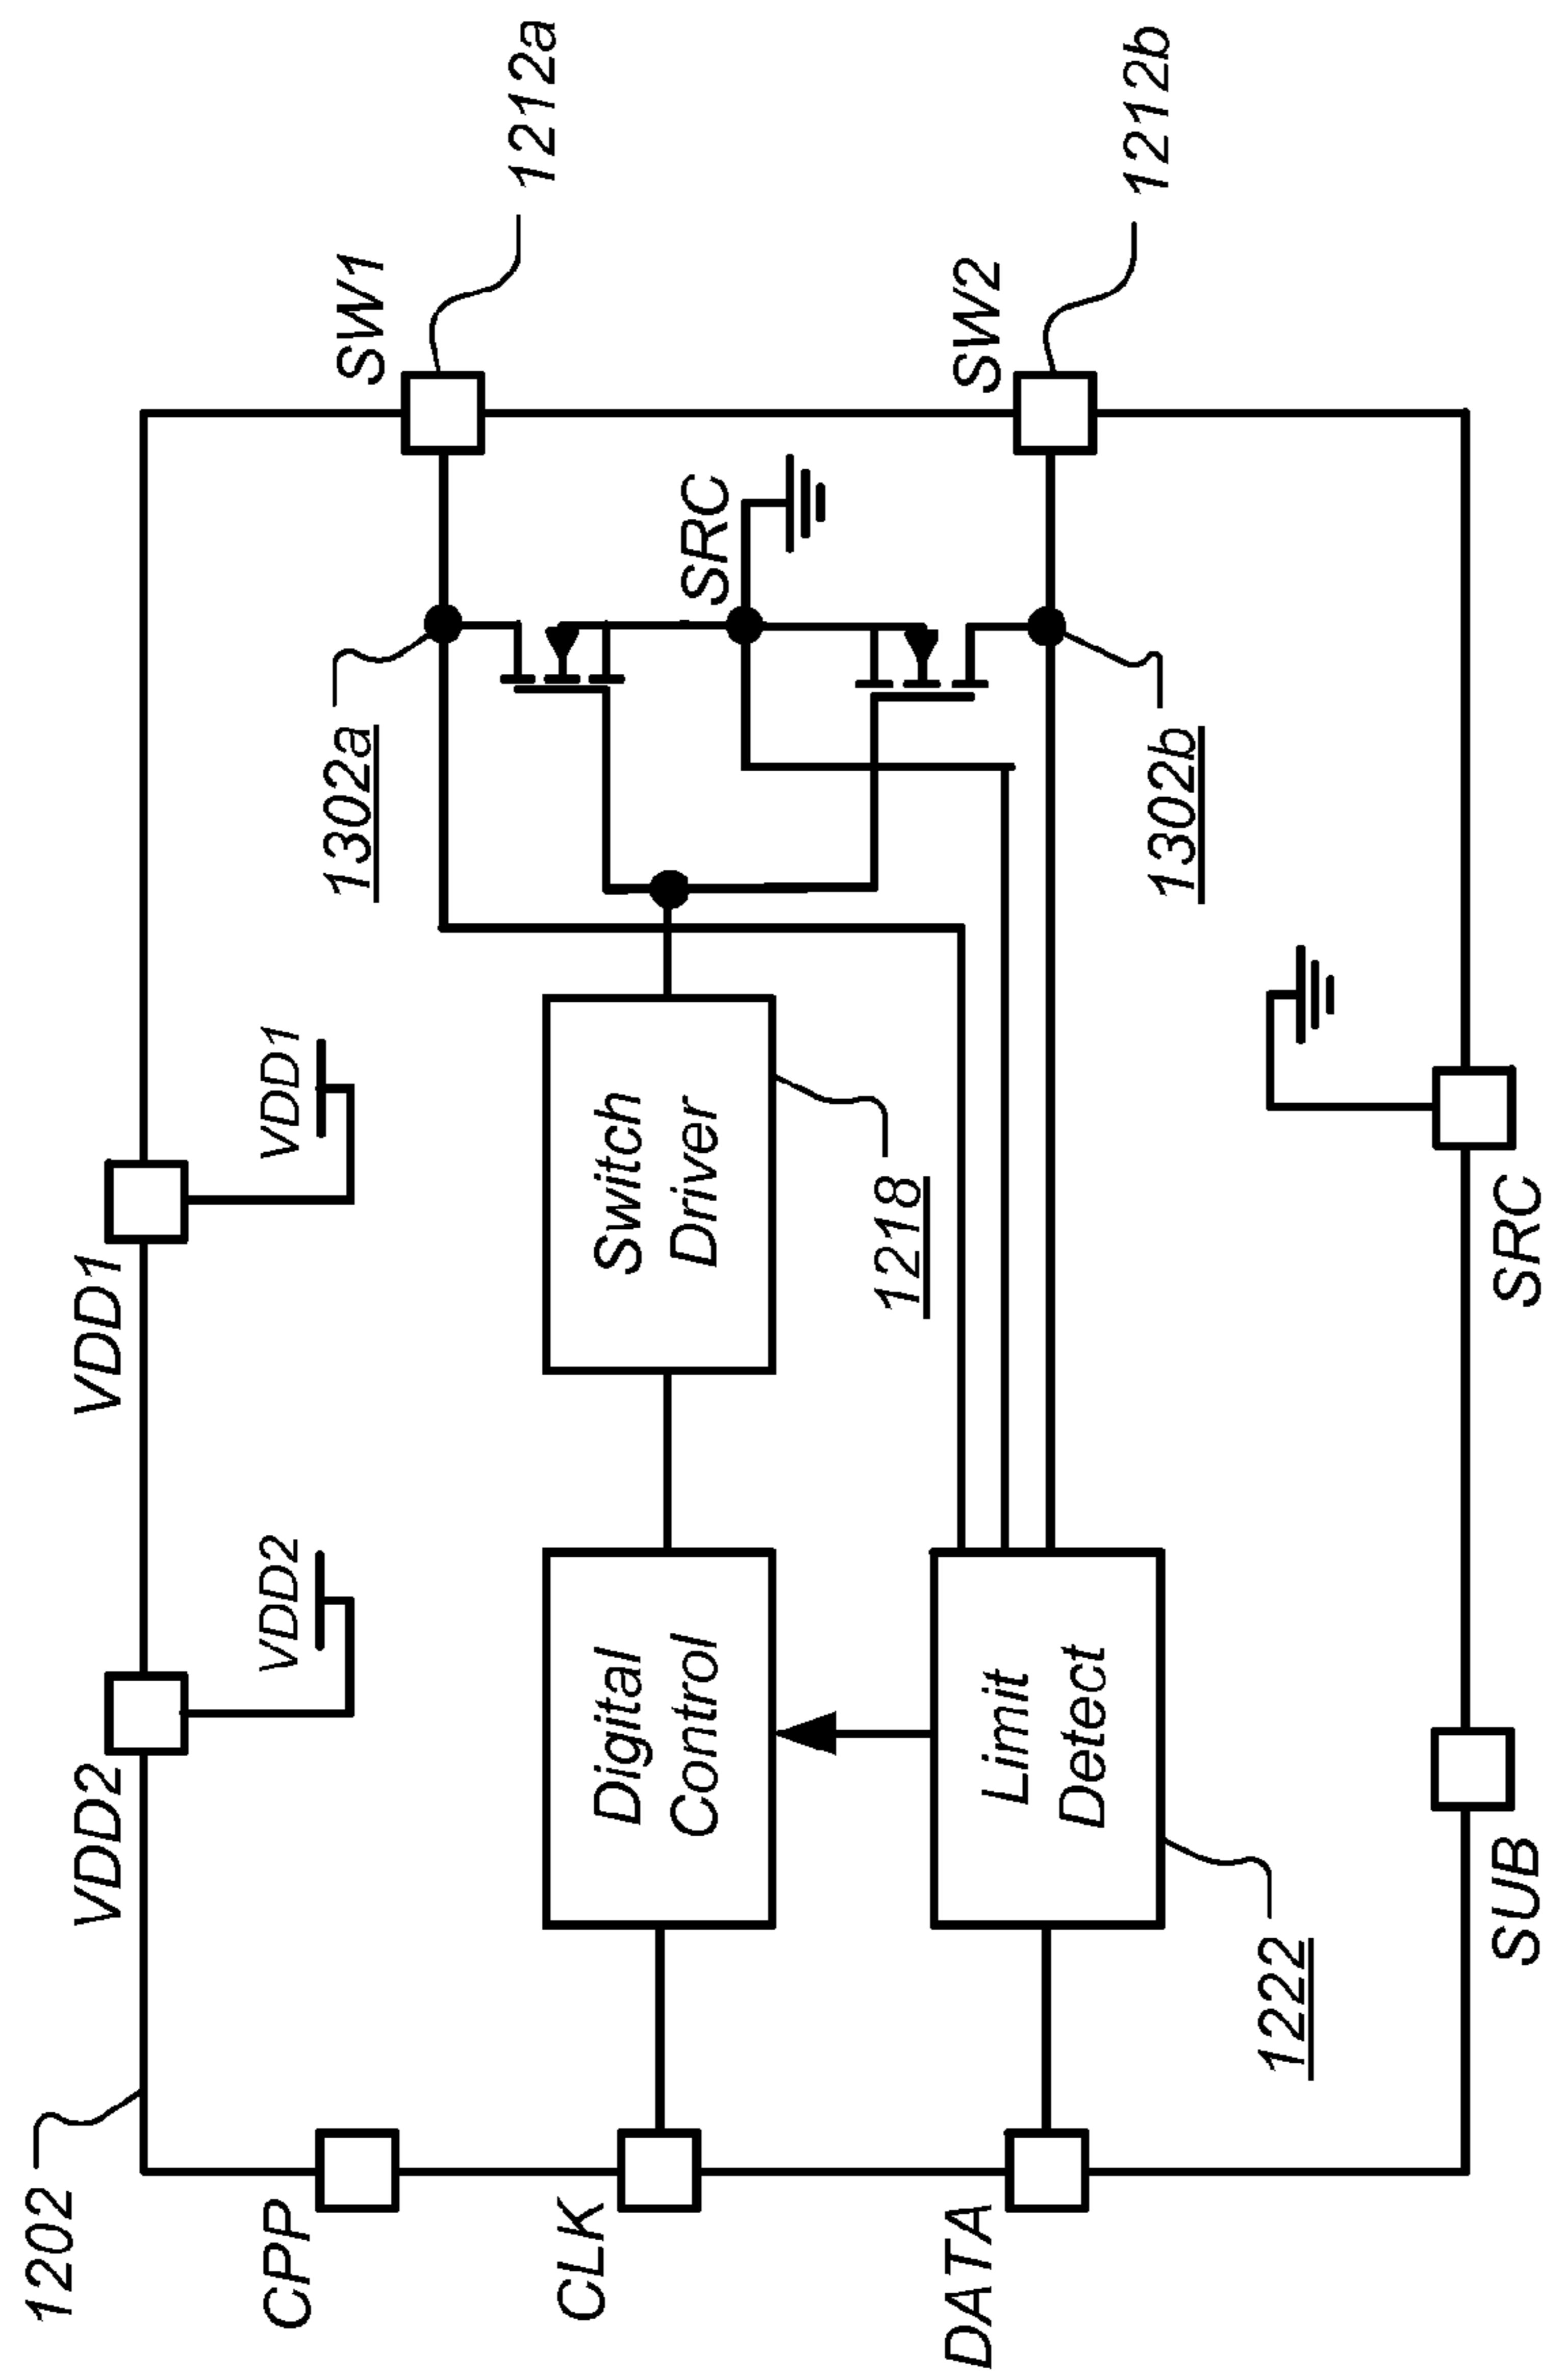 1202
VDD2
VDD1
VDD2
VDD1
CPP
SW1
1212a
1302a
CLK
Digital
Control
Switch
Driver
SRC
1218
DATA
Limit
Detect
SW2
1212b
1302b
1222
SUB
SRC